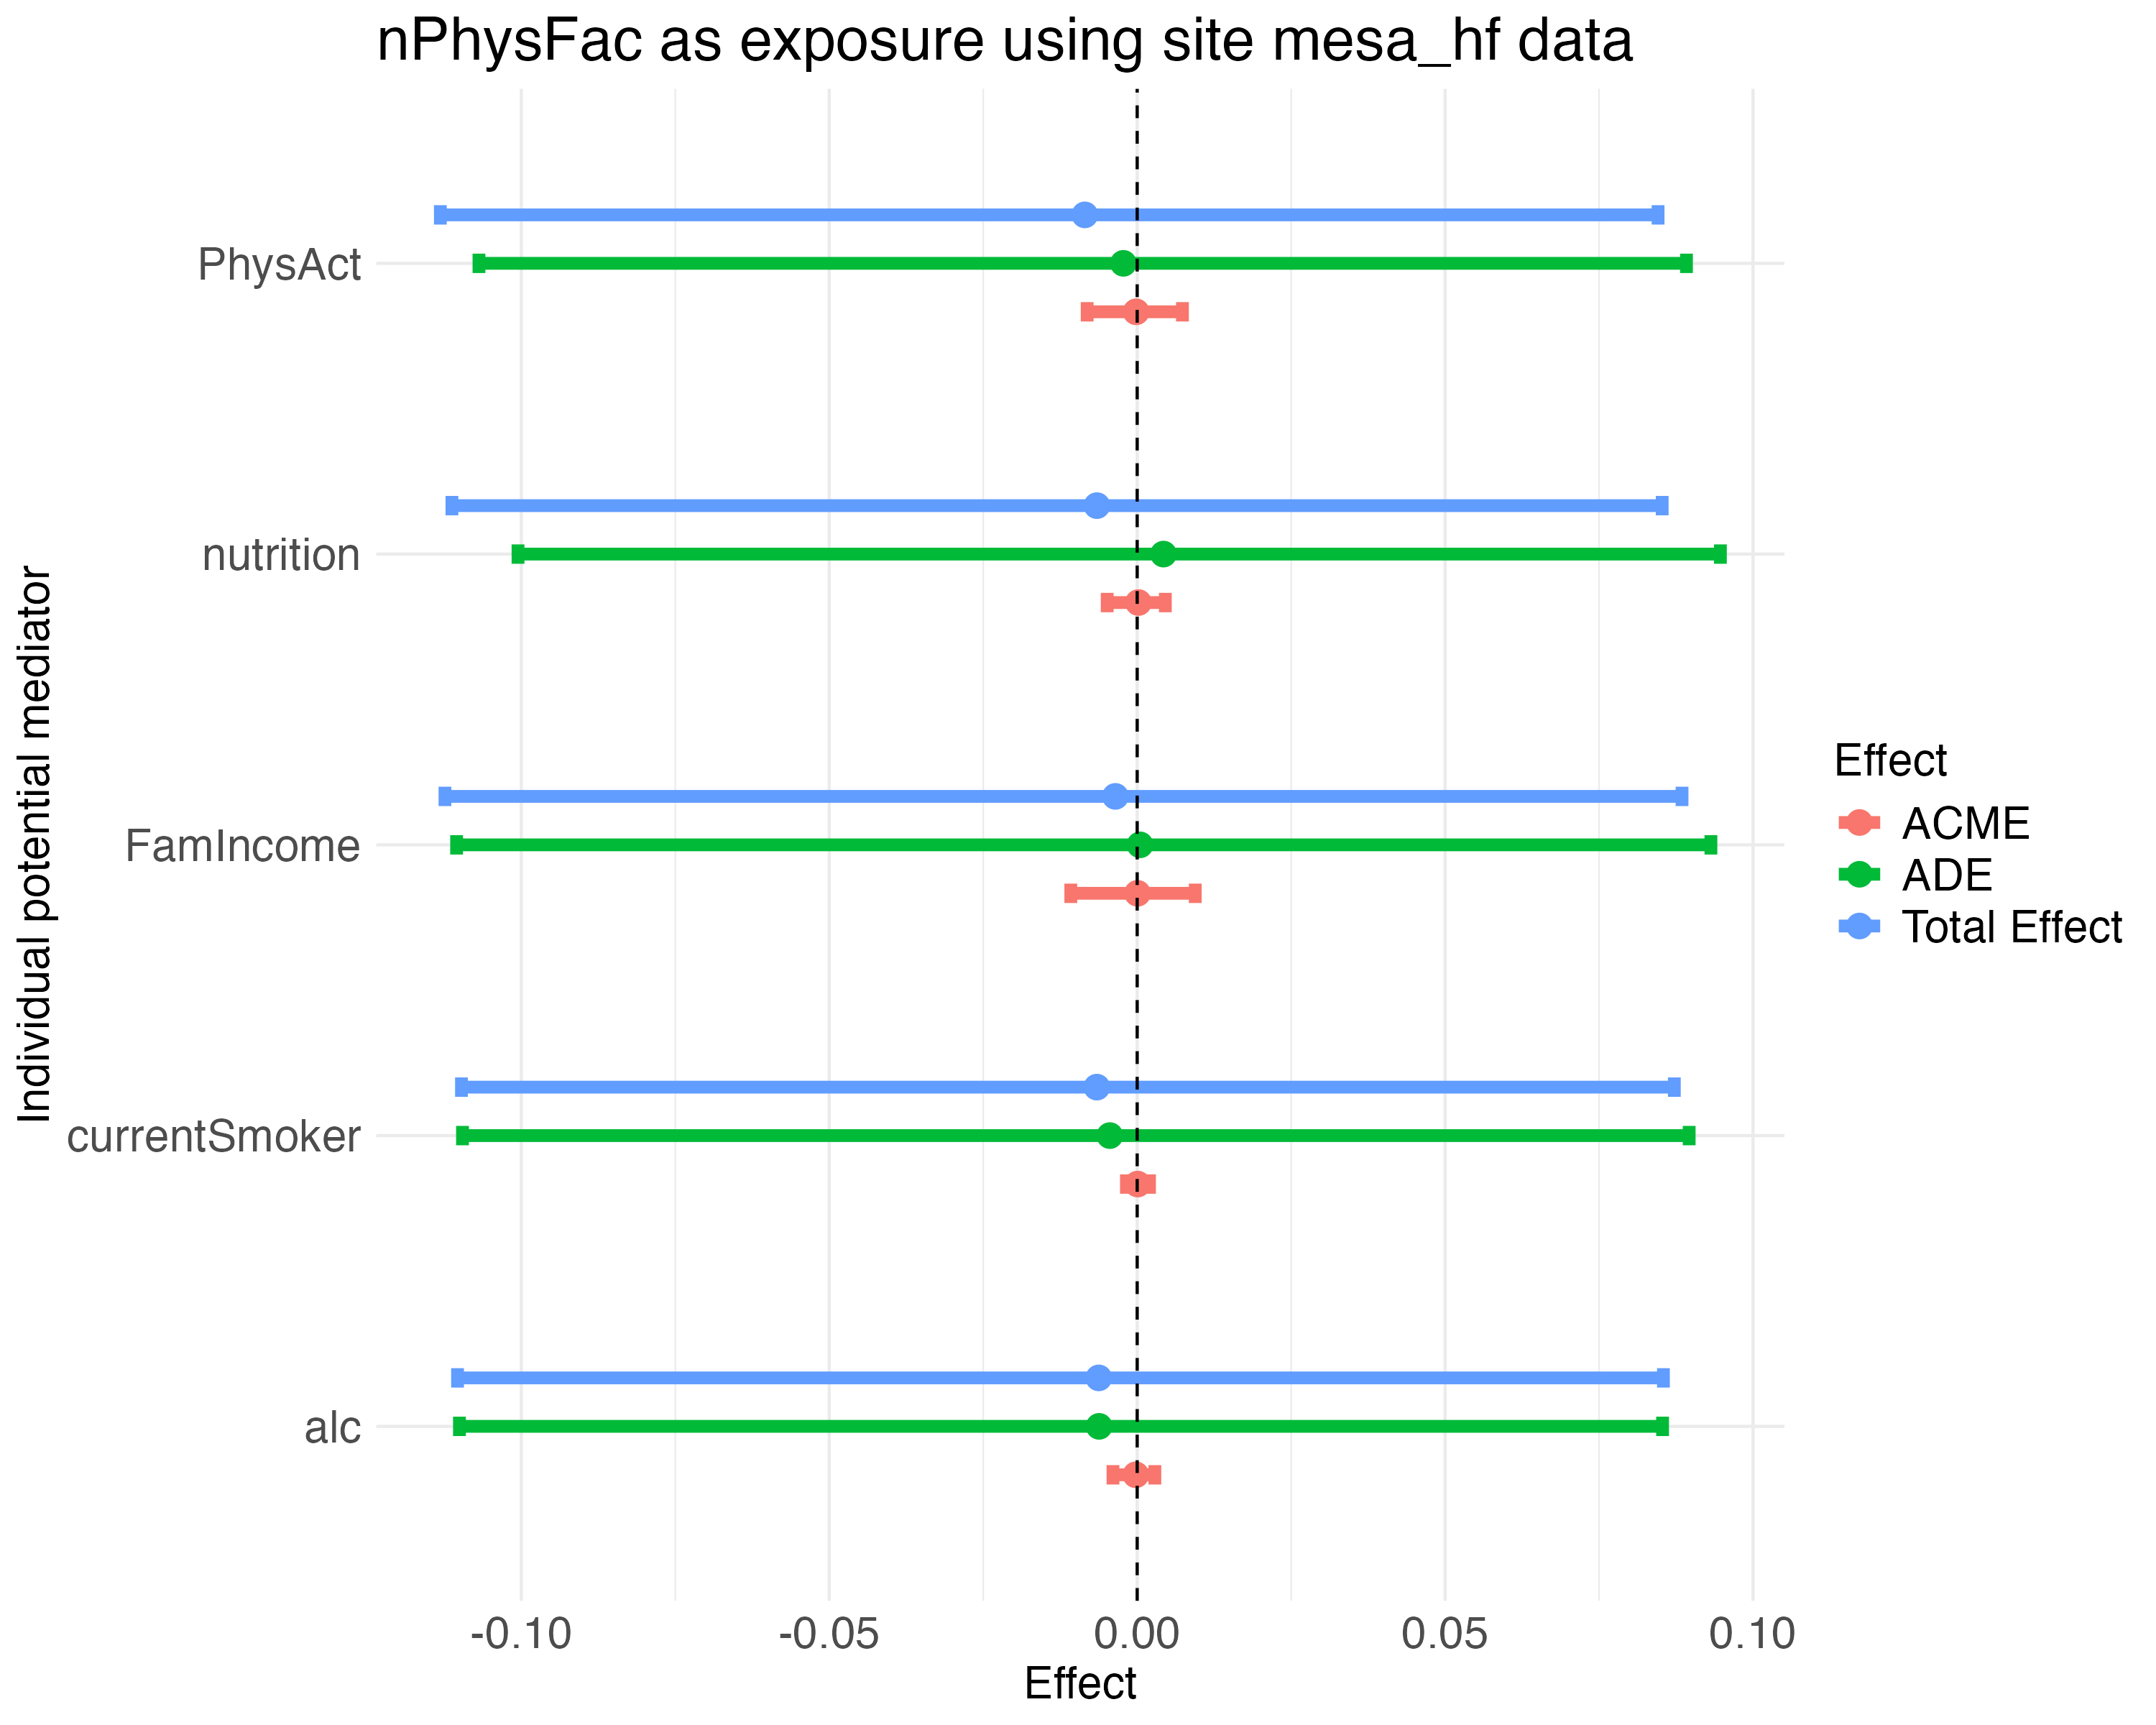 nPhysFac as exposure using site mesa_hf data
Individual potential mediator
PhysAct
nutrition
FamIncome
currentSmoker
alc
-0.10
-0.05
0.00
0.05
0.10
Effect
Effect
ACME
ADE
Total Effect